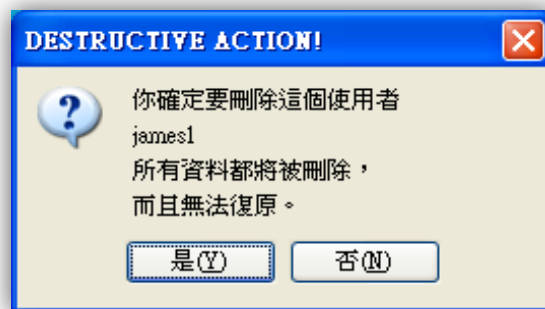 DESTRUCTIVE ACTION!
你確定要刪除這個使用者
james1
所有資料都將被刪除，
而且無法復原。
是(Y)
否(N)